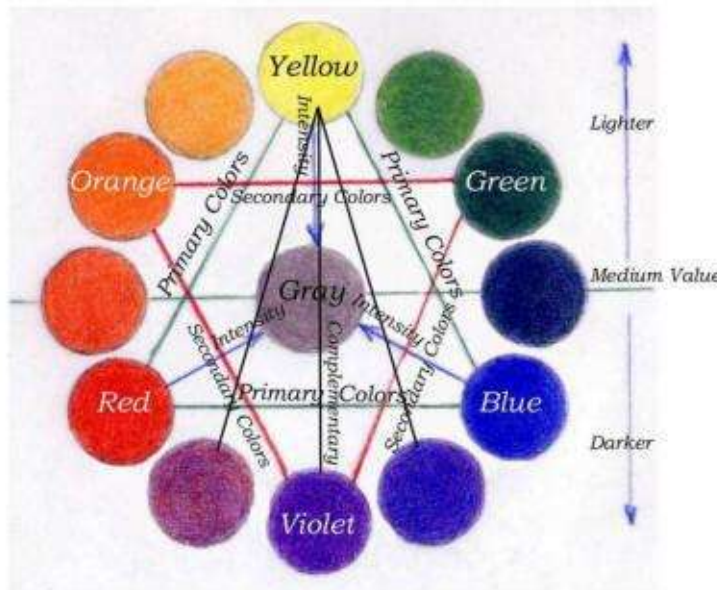 Yellow
Intensity
Lighter
Orange
Green
Primary Colors
Primary Colors
Secondary Colors
Medium Value
Gray
Intensity
Intensity
Secondary Colors
Complementary
Secondary Colors
Red
Primary Colors
Blue
Darker
Violet